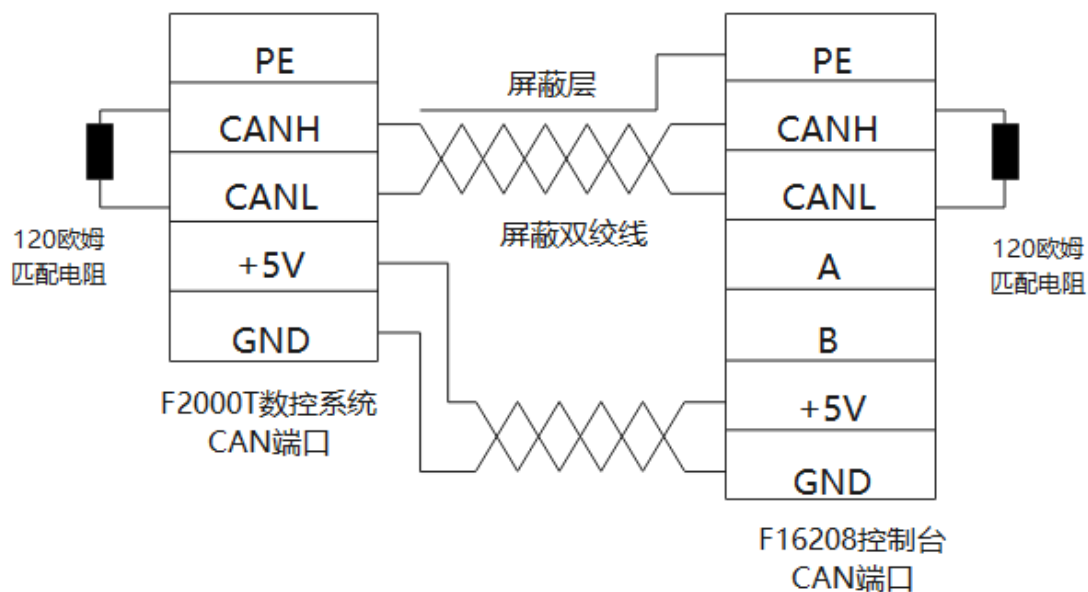 PE
CANH
CANL
+5V
GND
120欧姆
匹配电阻
F2000T数控系统
CAN端口
屏蔽层
屏蔽双绞线
PE
CANH
CANL
A
B
+5V
GND
120欧姆
匹配电阻
F16208控制台
CAN端口